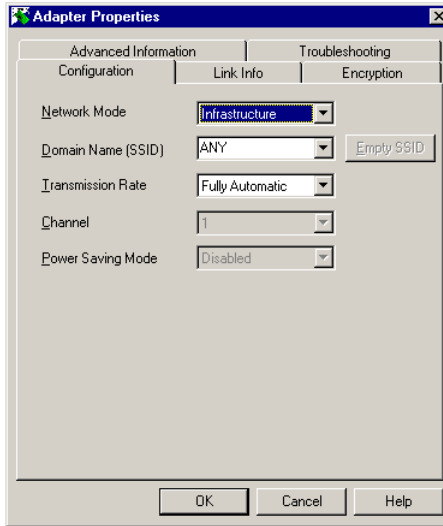 Adapter Properties
Advanced Information Troubleshooting
Configuration Link Info Encryption
Network Mode Infrastructure
Domain Name (SSID) ANY Empty SSID
Transmission Rate Fully Automatic
Channel 1
Power Saving Mode Disabled
OK Cancel Help